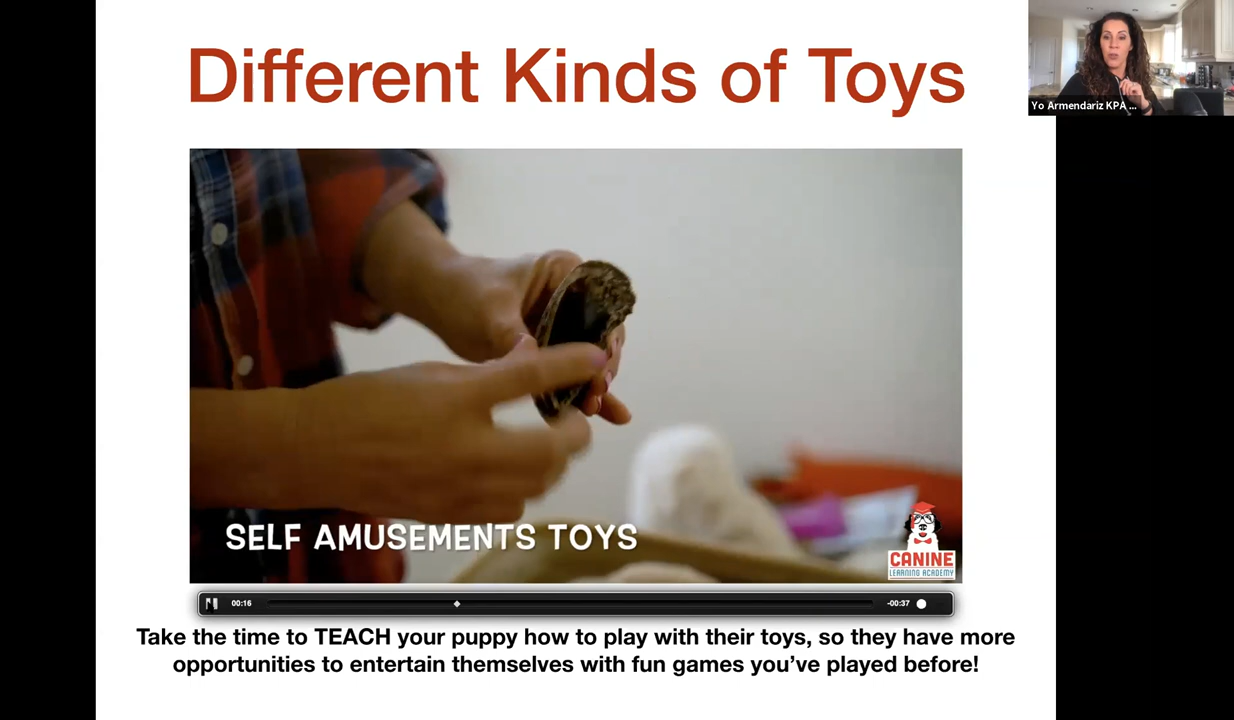 Different Kinds of Toys
Yo Armendariz KPA ...
SELF AMUSEMENTS TOYS
CANINE
LEARNING ACADEMY
00:16
-00:37
Take the time to TEACH your puppy how to play with their toys, so they have more
opportunities to entertain themselves with fun games you’ve played before!